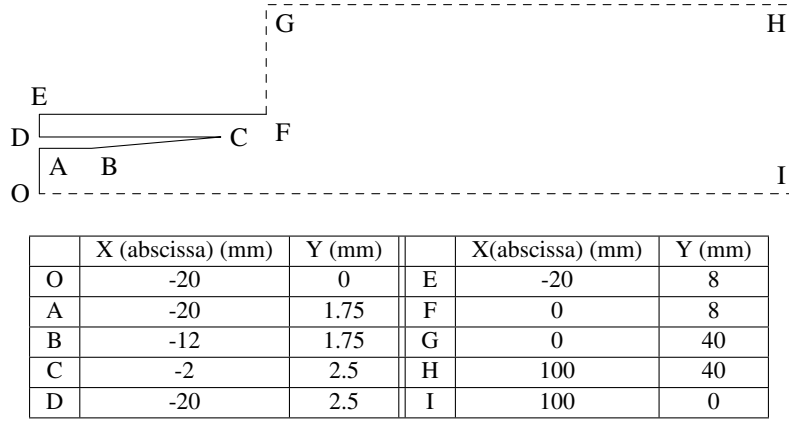 G H
E
D C F
A B
O I
X (abscissa) (mm) Y (mm) X(abscissa) (mm) Y (mm)
O -20 0 E -20 8
A -20 1.75 F 0 8
B -12 1.75 G 0 40
C -2 2.5 H 100 40
D -20 2.5 I 100 0